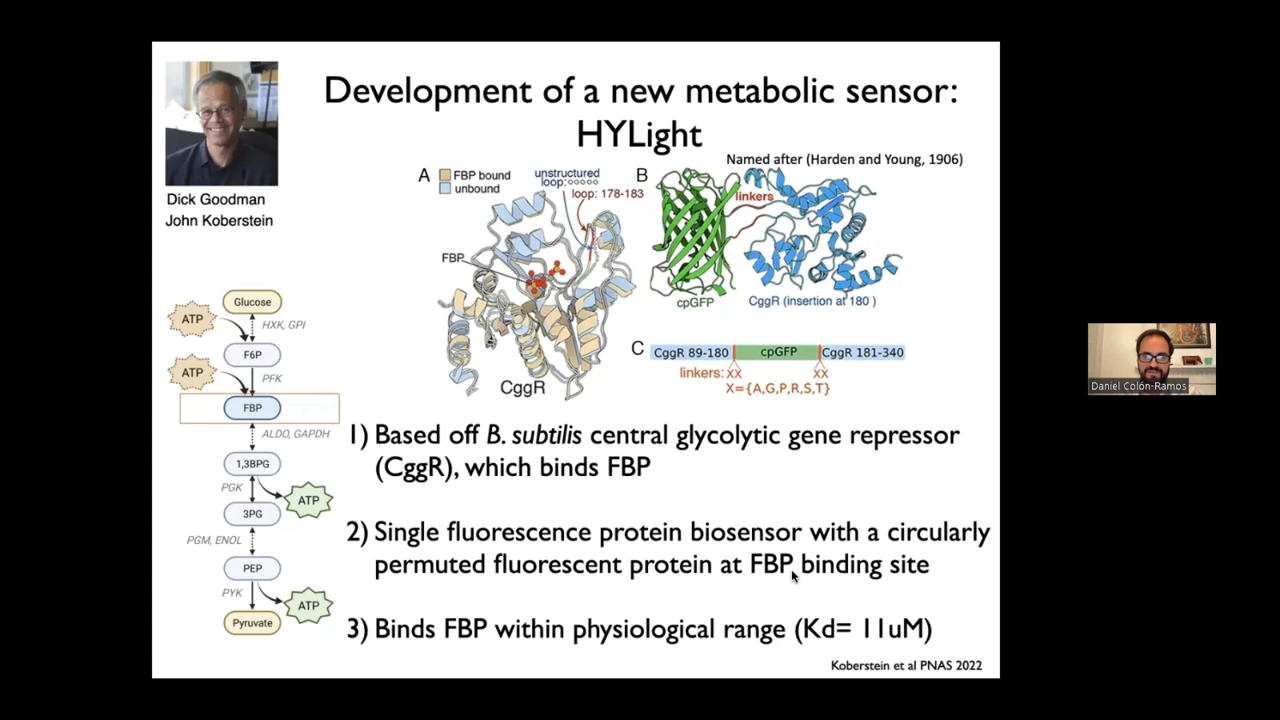 Development of a new metabolic sensor:
HYLight
Named after (Harden and Young, 1906)
Dick Goodman
John Koberstein
A
FBP bound
unbound
unstructured
loop:
loop: 178-183
FBP
CggR
B
linkers
cpGFP
CggR (insertion at 180 )
C
CggR 89-180
cpGFP
CggR 181-340
linkers: xx
xx
X={A,G,P,R,S,T}
Glucose
ATP
HXK, GPI
F6P
ATP
PFK
FBP
ALDO, GAPDH
1,3BPG
PGK
ATP
3PG
PGM, ENOL
PEP
PYK
ATP
Pyruvate
1) Based off B. subtilis central glycolytic gene repressor
(CggR), which binds FBP
2) Single fluorescence protein biosensor with a circularly
permuted fluorescent protein at FBP binding site
3) Binds FBP within physiological range (Kd= 11uM)
Koberstein et al PNAS 2022
Daniel Colón-Ramos